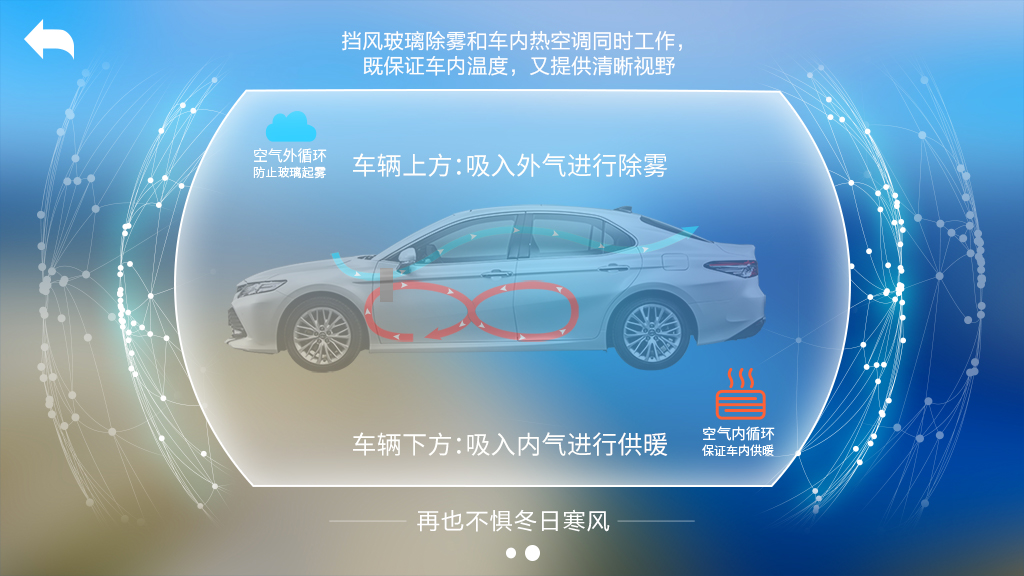 挡风玻璃除雾和车内热空调同时工作，
既保证车内温度，又提供清晰视野
空气外循环
防止玻璃起雾
车辆上方：吸入外气进行除雾
车辆下方：吸入内气进行供暖
空气内循环
保证车内供暖
再也不惧冬日寒风